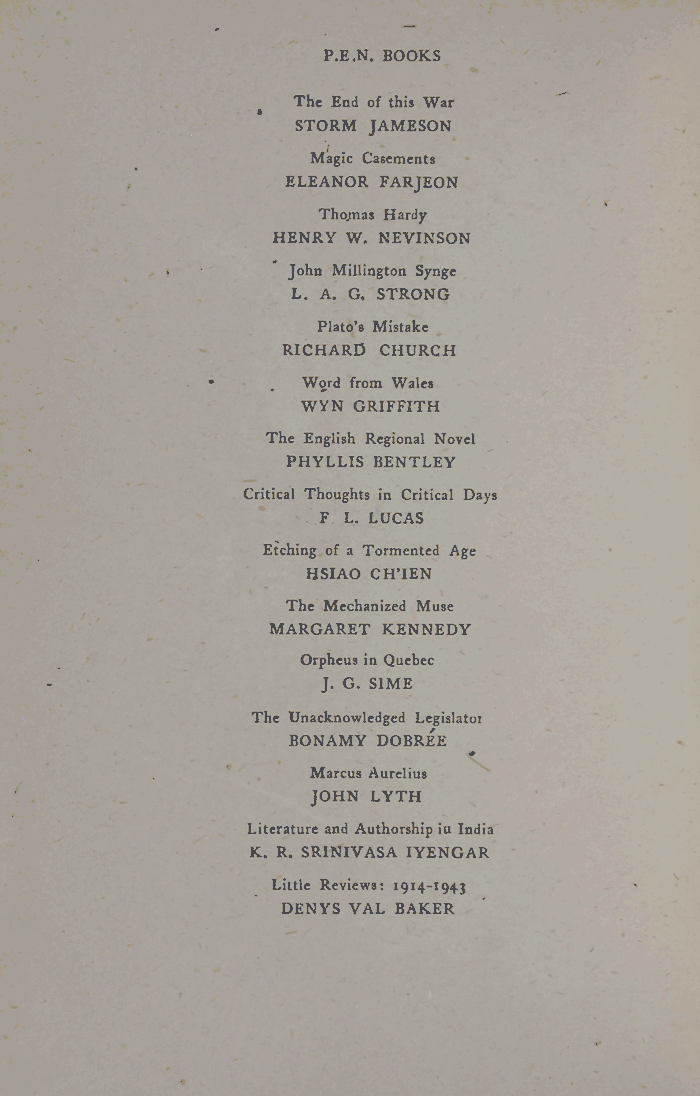 P.E.N. BOOKS
The End of this War
STORM JAMESON
Magic Casements
ELEANOR FARJEON
Thomas Hardy
HENRY W. NEVINSON
John Millington Synge
L. A. G. STRONG
Plato's Mistake
RICHARD CHURCH
Word from Wales
WYN GRIFFITH
The English Regional Novel
PHYLLIS BENTLEY
Critical Thoughts in Critical Days
F L. LUCAS
Etching of a Tormented Age
HSIAO CH'IEN
The Mechanized Muse
MARGARET KENNEDY
Orpheus in Quebec
J. G. SIME
The Unacknowledged Legislator
BONAMY DOBRÉE
Marcus Aurelius
JOHN LYTH
Literature and Authorship in India
K. R. SRINIVASA IYENGAR
Little Reviews: 1914-1943
DENYS VAL BAKER